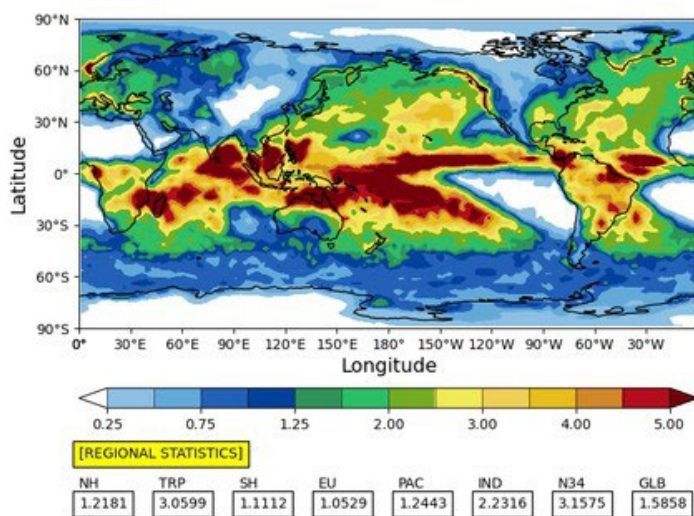 90°N
60°N
30°N
0°
30°S
60°S
90°S
Latitude
0° 30°E 60°E 90°E 120°E 150°E 150°W 120°W 90°W 60°W 30°W
Longitude
0.25 0.75 1.25 2.00 3.00 4.00 5.00
[REGIONAL STATISTICS]
NH TRP SH EU PAC IND N34 GLB
1.2181 3.0599 1.1112 1.0529 1.2443 2.2316 3.1575 1.5858